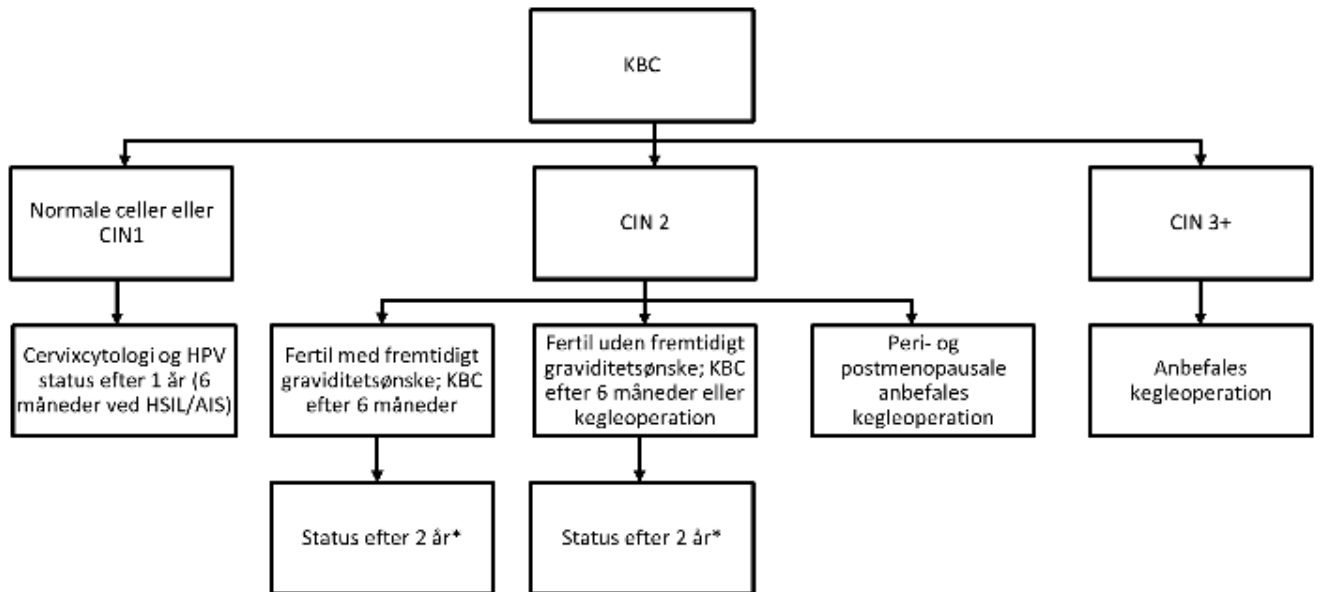 KBC
Normale celler eller
CIN1
CIN 2
CIN 3+
Cervixcytologi og HPV
status efter 1 år (6
måneder ved HSIL/AIS)
Fertil med fremtidigt
graviditetsønske; KBC
efter 6 måneder
Fertil uden fremtidigt
graviditetsønske; KBC
efter 6 måneder eller
kegleoperation
Peri- og
postmenopausale
anbefales
kegleoperation
Anbefales
kegleoperation
Status efter 2 år*
Status efter 2 år*